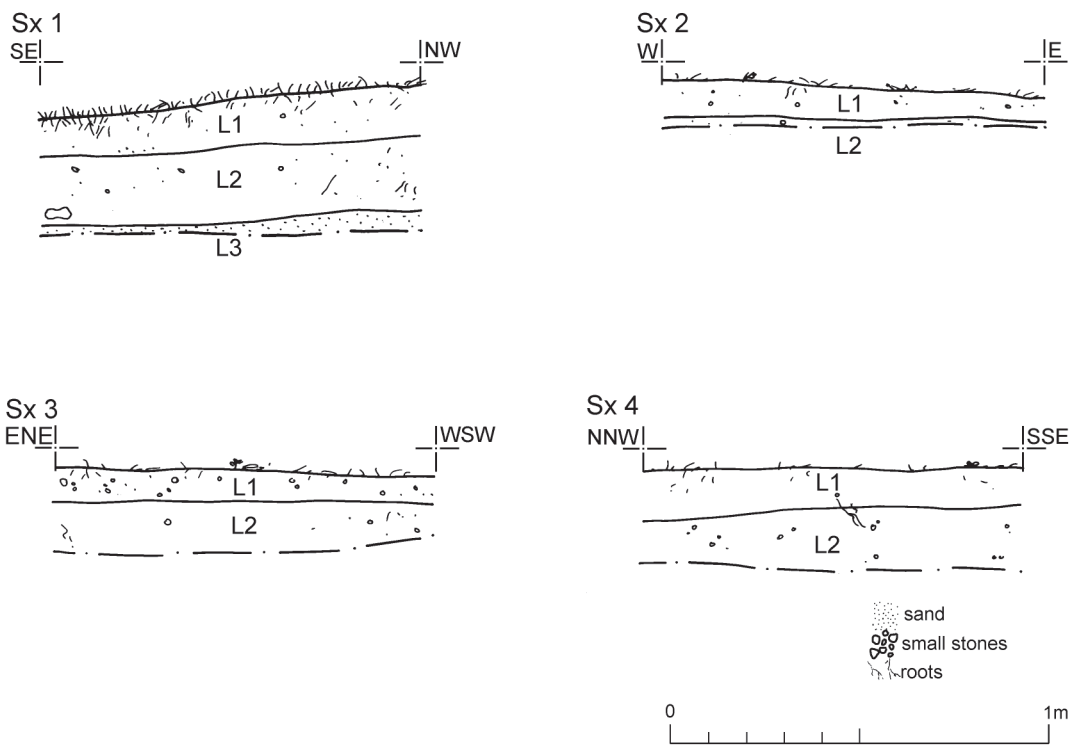 Sx 1
SE NW
L1
L2
L3
Sx 2
W E
L1
L2
Sx 3
ENE WSW
L1
L2
Sx 4
NNW SSE
L1
L2
sand
small stones
roots
0 1m